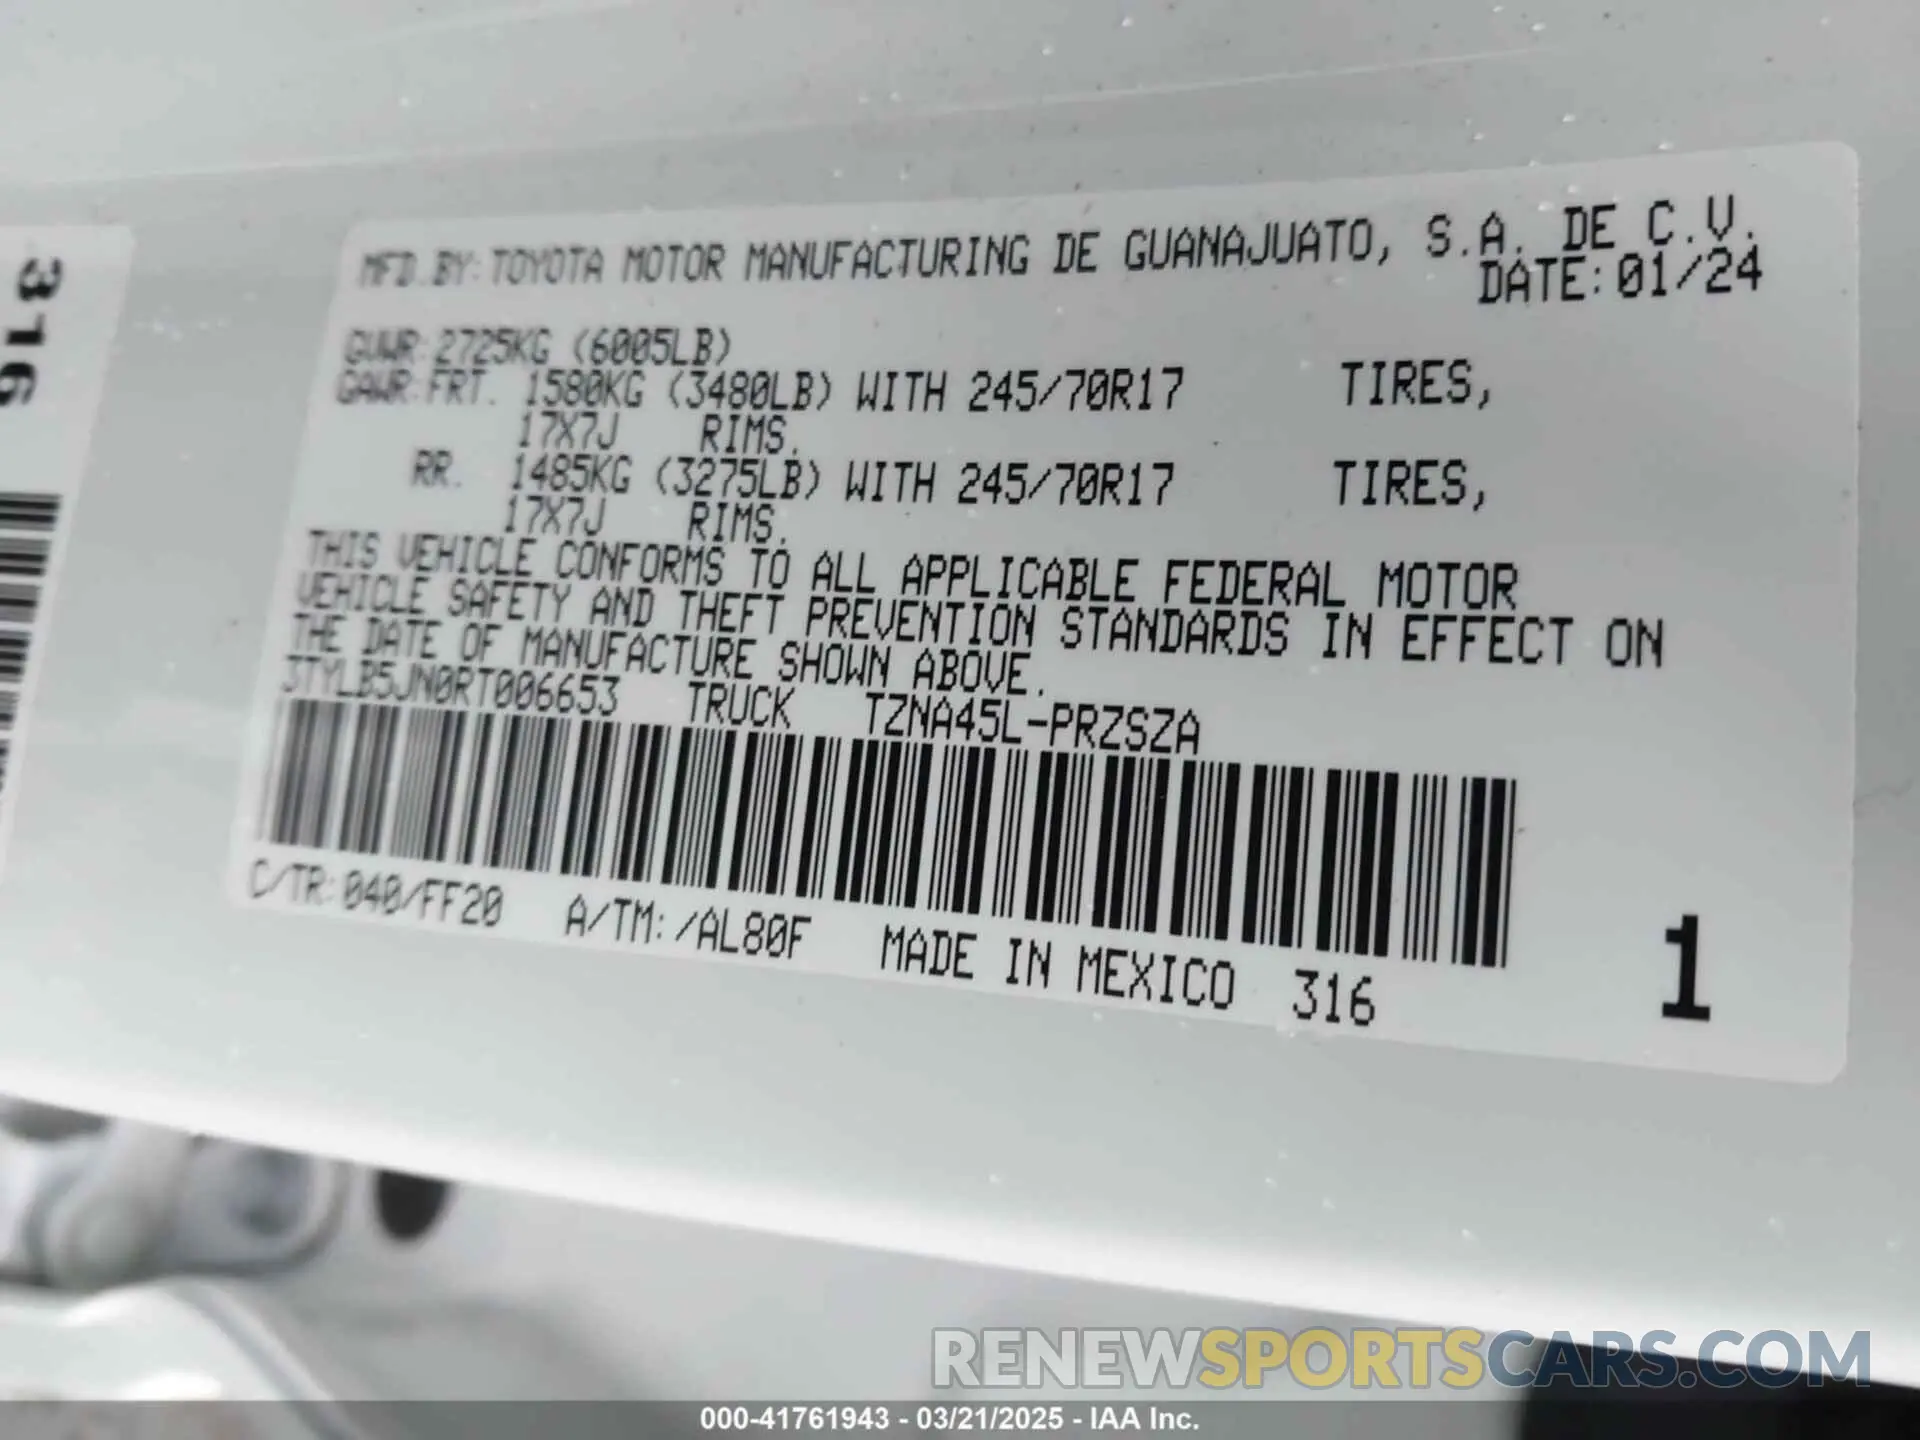 MFD. BY: TOYOTA MOTOR MANUFACTURING DE GUANAJUATO, S.A. DE C.V.
DATE: 01/24
GVWR: 2725KG (6005LB)
GAWR: FRT. 1580KG (3480LB) WITH 245/70R17 TIRES,
17X7J RIMS.
RR. 1485KG (3275LB) WITH 245/70R17 TIRES,
17X7J RIMS.
THIS VEHICLE CONFORMS TO ALL APPLICABLE FEDERAL MOTOR
VEHICLE SAFETY AND THEFT PREVENTION STANDARDS IN EFFECT ON
THE DATE OF MANUFACTURE SHOWN ABOVE.
3TYLB5JN0RT006653 TRUCK TZNA45L-PRZSZA
C/TR: 040/FF20 A/TM: /AL80F MADE IN MEXICO 316
1
316
RENEWSPORTSCARS.COM
000-41761943 - 03/21/2025 - IAA Inc.